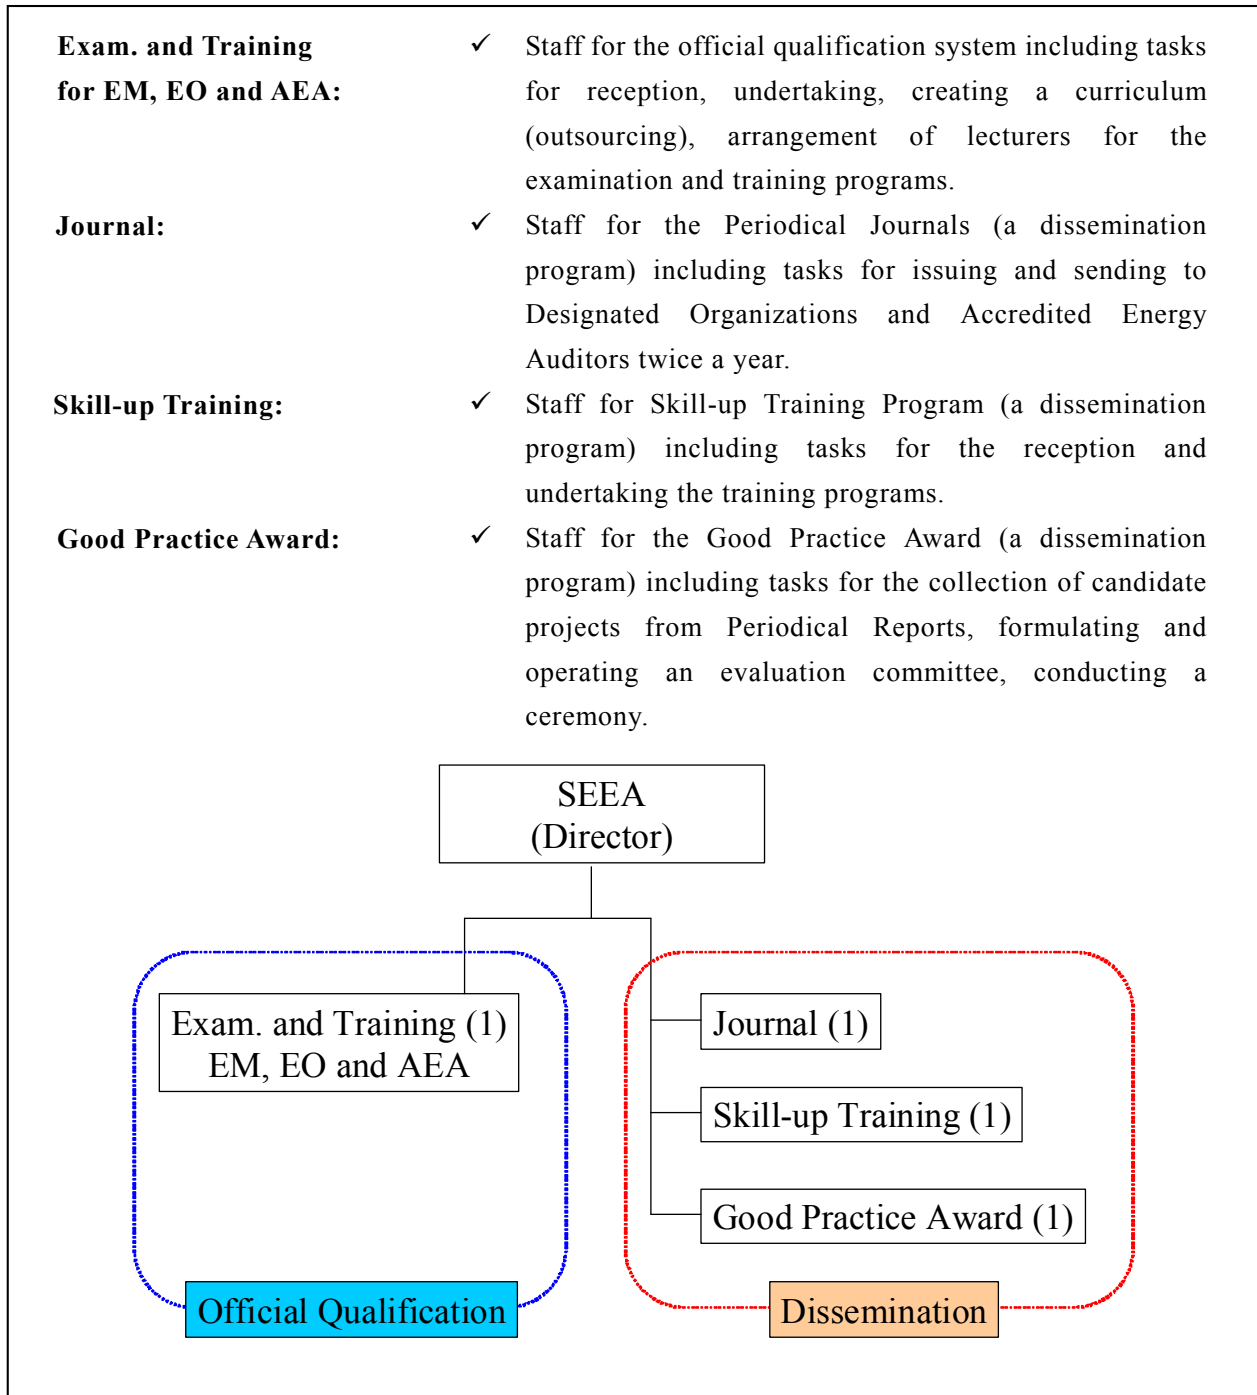 Exam. and Training
for EM, EO and AEA:
✓ Staff for the official qualification system including tasks
for reception, undertaking, creating a curriculum
(outsourcing), arrangement of lecturers for the
examination and training programs.
Journal:
✓ Staff for the Periodical Journals (a dissemination
program) including tasks for issuing and sending to
Designated Organizations and Accredited Energy
Auditors twice a year.
Skill-up Training:
✓ Staff for Skill-up Training Program (a dissemination
program) including tasks for the reception and
undertaking the training programs.
Good Practice Award:
✓ Staff for the Good Practice Award (a dissemination
program) including tasks for the collection of candidate
projects from Periodical Reports, formulating and
operating an evaluation committee, conducting a
ceremony.
SEEA
(Director)
Exam. and Training (1)
EM, EO and AEA
Official Qualification
Journal (1)
Skill-up Training (1)
Good Practice Award (1)
Dissemination